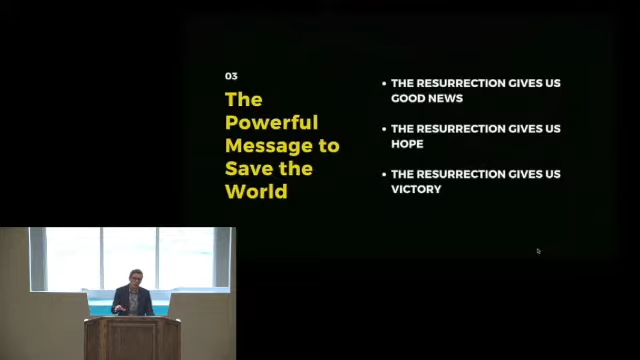 03
The
Powerful
Message to
Save the
World
• THE RESURRECTION GIVES US
GOOD NEWS
• THE RESURRECTION GIVES US
HOPE
• THE RESURRECTION GIVES US
VICTORY